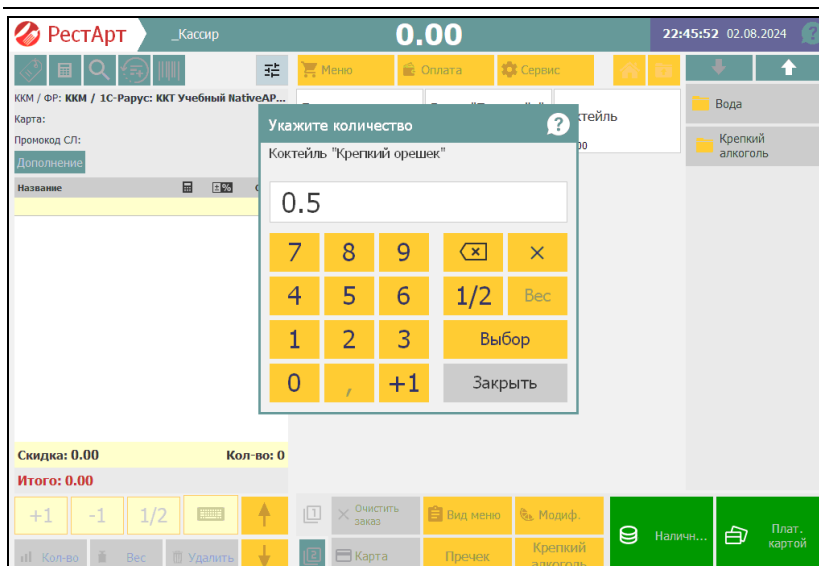 РестАрт
_Кассир
0.00
22:45:52 02.08.2024
?
Меню
Оплата
Сервис
ККМ / ФР: ККМ / 1С-Рарус: ККТ Учебный NativeAP...
Карта:
Промокод СЛ:
Дополнение
Название
±%
Вода
Крепкий
алкоголь
Укажите количество
?
Коктейль "Крепкий орешек"
0.5
7 8 9 ×
4 5 6 1/2 Вес
1 2 3 Выбор
0 , +1 Закрыть
Скидка: 0.00
Кол-во: 0
Итого: 0.00
+1 -1 1/2
Кол-во
Вес
Удалить
1
Очистить
заказ
Вид меню
Модиф.
2
Карта
Пречек
Крепкий
алкоголь
Наличн...
Плат.
картой